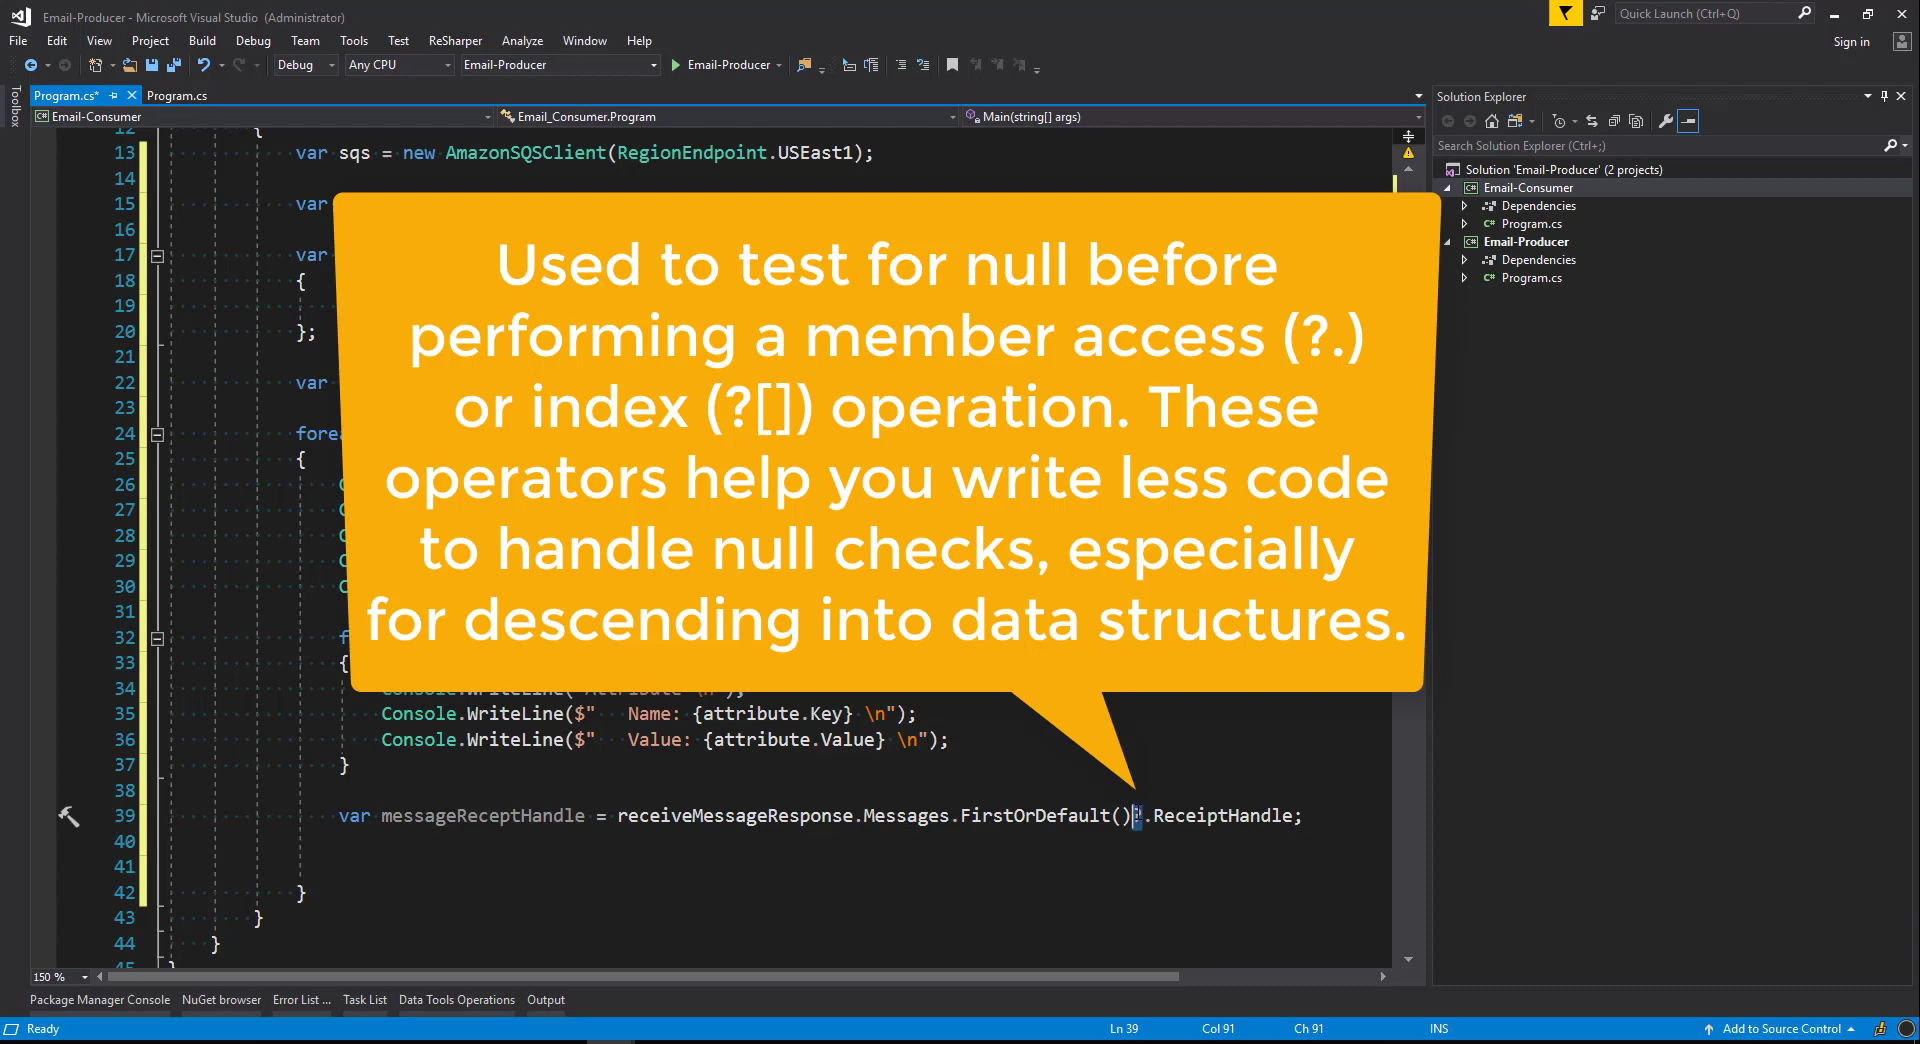 Email-Producer - Microsoft Visual Studio (Administrator)
Quick Launch (Ctrl+Q)
File Edit View Project Build Debug Team Tools Test ReSharper Analyze Window Help
Sign in
Debug Any CPU Email-Producer Email-Producer
Toolbox
Program.cs* Program.cs
Email-Consumer Email_Consumer.Program Main(string[] args)
12 {
13 var sqs = new AmazonSQSClient(RegionEndpoint.USEast1);
14
15 var
16
17 var
18 {
19
20 };
21
22 var
23
24 forea
25 {
26
27
28
29
30
31
32
33 {
34 Console.WriteLine("Attribute \n");
35 Console.WriteLine($" Name: {attribute.Key} \n");
36 Console.WriteLine($" Value: {attribute.Value} \n");
37 }
38
39 var messageReceptHandle = receiveMessageResponse.Messages.FirstOrDefault()?.ReceiptHandle;
40
41
42 }
43 }
44 }
45 }
Used to test for null before
performing a member access (?.)
or index (?[]) operation. These
operators help you write less code
to handle null checks, especially
for descending into data structures.
Solution Explorer
Search Solution Explorer (Ctrl+;)
Solution 'Email-Producer' (2 projects)
C# Email-Consumer
Dependencies
C# Program.cs
C# Email-Producer
Dependencies
C# Program.cs
150 %
Package Manager Console NuGet browser Error List ... Task List Data Tools Operations Output
Ready Ln 39 Col 91 Ch 91 INS Add to Source Control